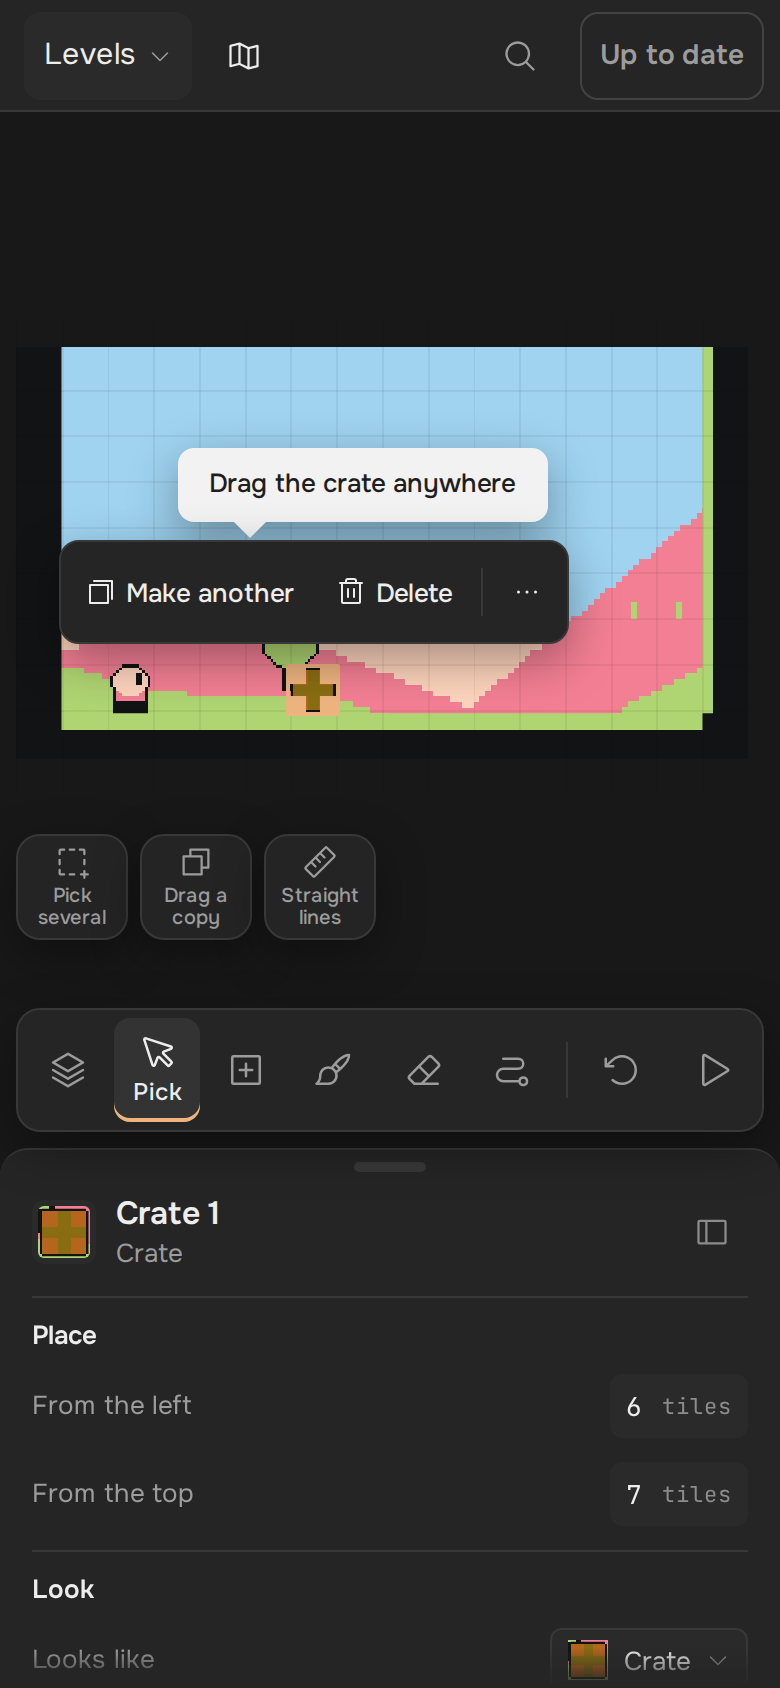 Levels
Up to date
Drag the crate anywhere
Make another
Delete
Pick
several
Drag a
copy
Straight
lines
Pick
Crate 1
Crate
Place
From the left
6 tiles
From the top
7 tiles
Look
Looks like
Crate